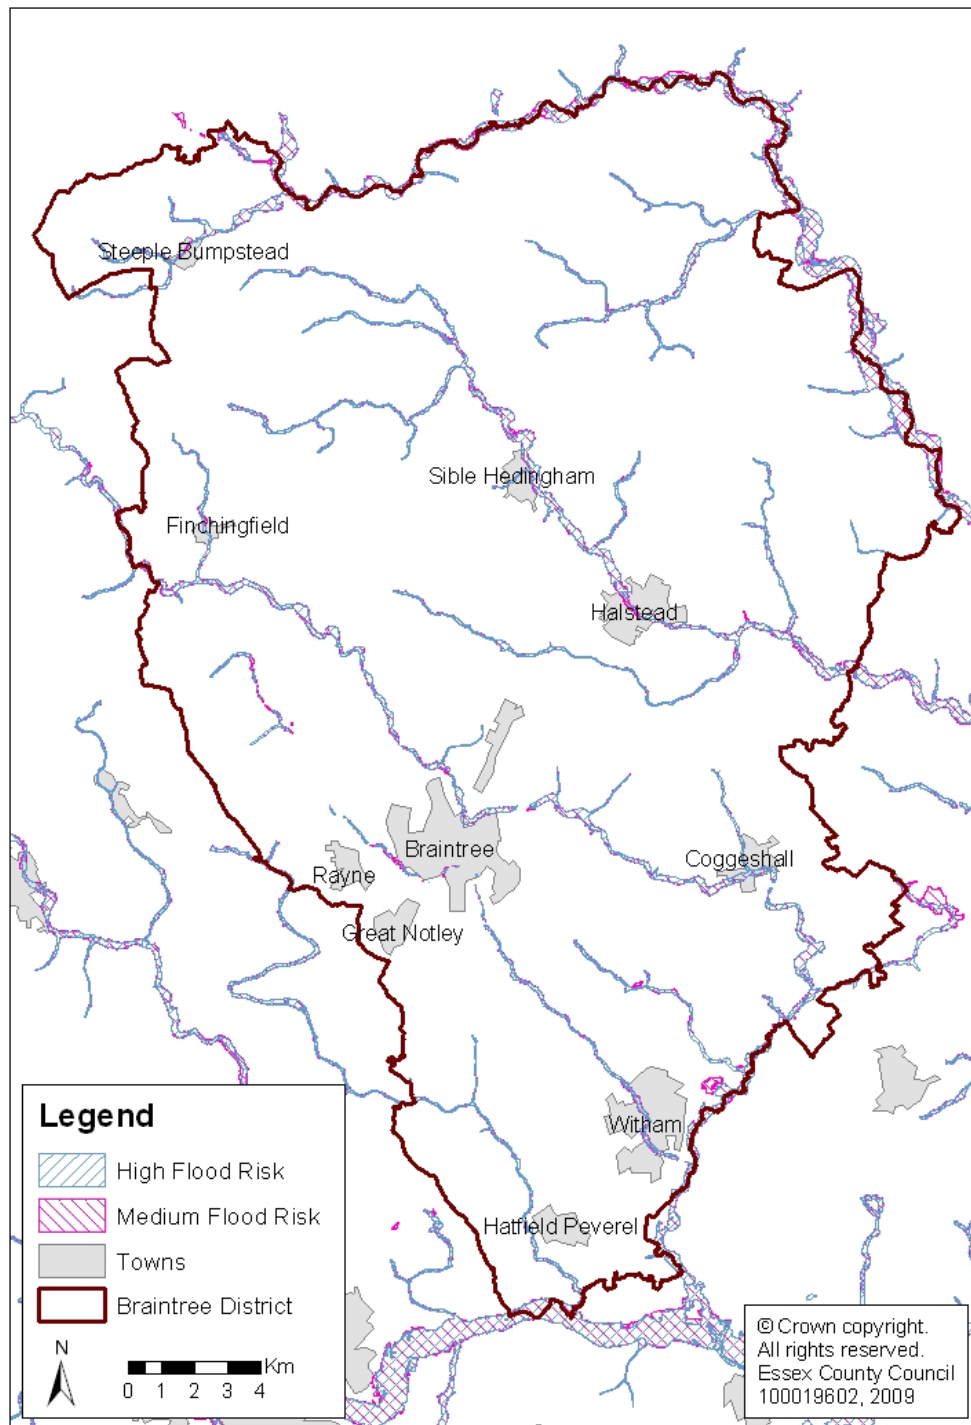 Steeple Bumpstead
Sible Hedingham
Finchingfield
Halstead
Braintree
Coggeshall
Rayne
Great Notley
Witham
Hatfield Peverel
Legend
High Flood Risk
Medium Flood Risk
Towns
Braintree District
N
Km
0 1 2 3 4
© Crown copyright.
All rights reserved.
Essex County Council
100019602, 2009